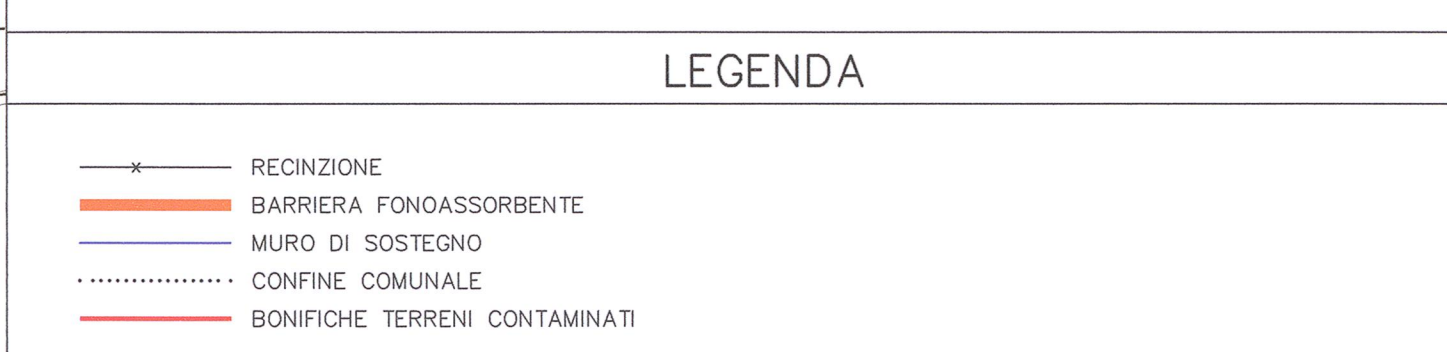 LEGENDA
RECINZIONE
BARRIERA FONOASSORBENTE
MURO DI SOSTEGNO
CONFINE COMUNALE
BONIFICHE TERRENI CONTAMINATI